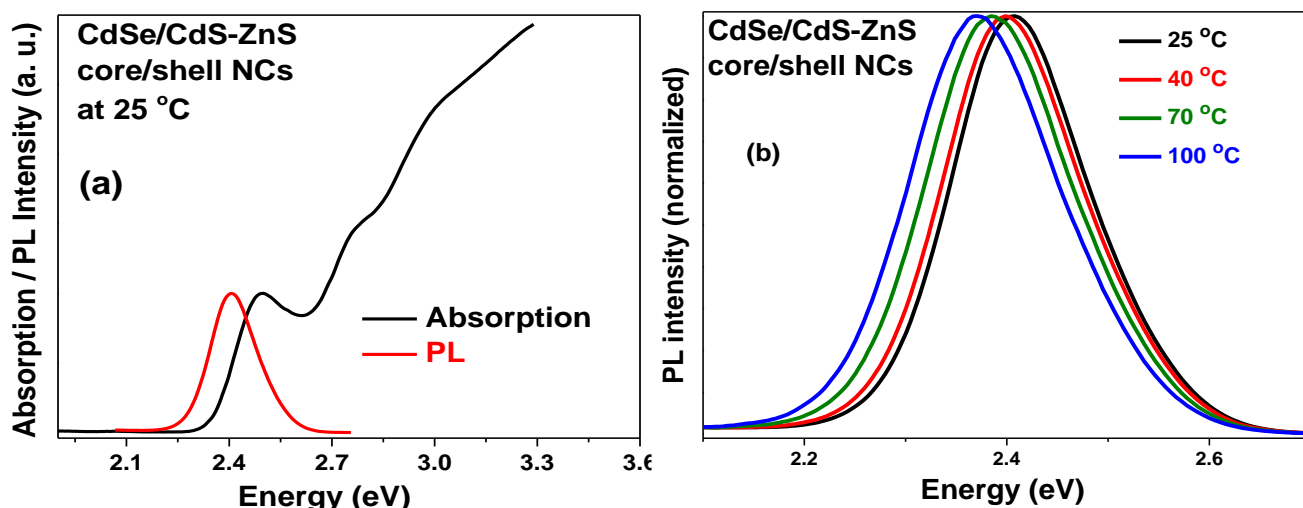 CdSe/CdS-ZnS
core/shell NCs
at 25 °C
(a)
Absorption
PL
Absorption / PL Intensity (a. u.)
2.1 2.4 2.7 3.0 3.3 3.6
Energy (eV)
CdSe/CdS-ZnS
core/shell NCs
(b)
25 °C
40 °C
70 °C
100 °C
PL intensity (normalized)
2.2 2.4 2.6
Energy (eV)